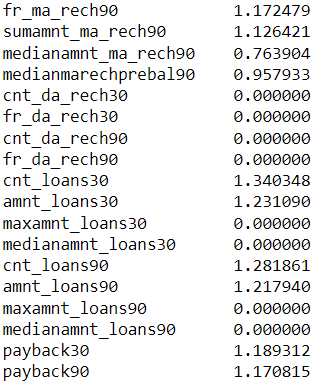 fr_ma_rech90 1.172479
sumamnt_ma_rech90 1.126421
medianamnt_ma_rech90 0.763904
medianmarechprebal90 0.957933
cnt_da_rech30 0.000000
fr_da_rech30 0.000000
cnt_da_rech90 0.000000
fr_da_rech90 0.000000
cnt_loans30 1.340348
amnt_loans30 1.231090
maxamnt_loans30 0.000000
medianamnt_loans30 0.000000
cnt_loans90 1.281861
amnt_loans90 1.217940
maxamnt_loans90 0.000000
medianamnt_loans90 0.000000
payback30 1.189312
payback90 1.170815